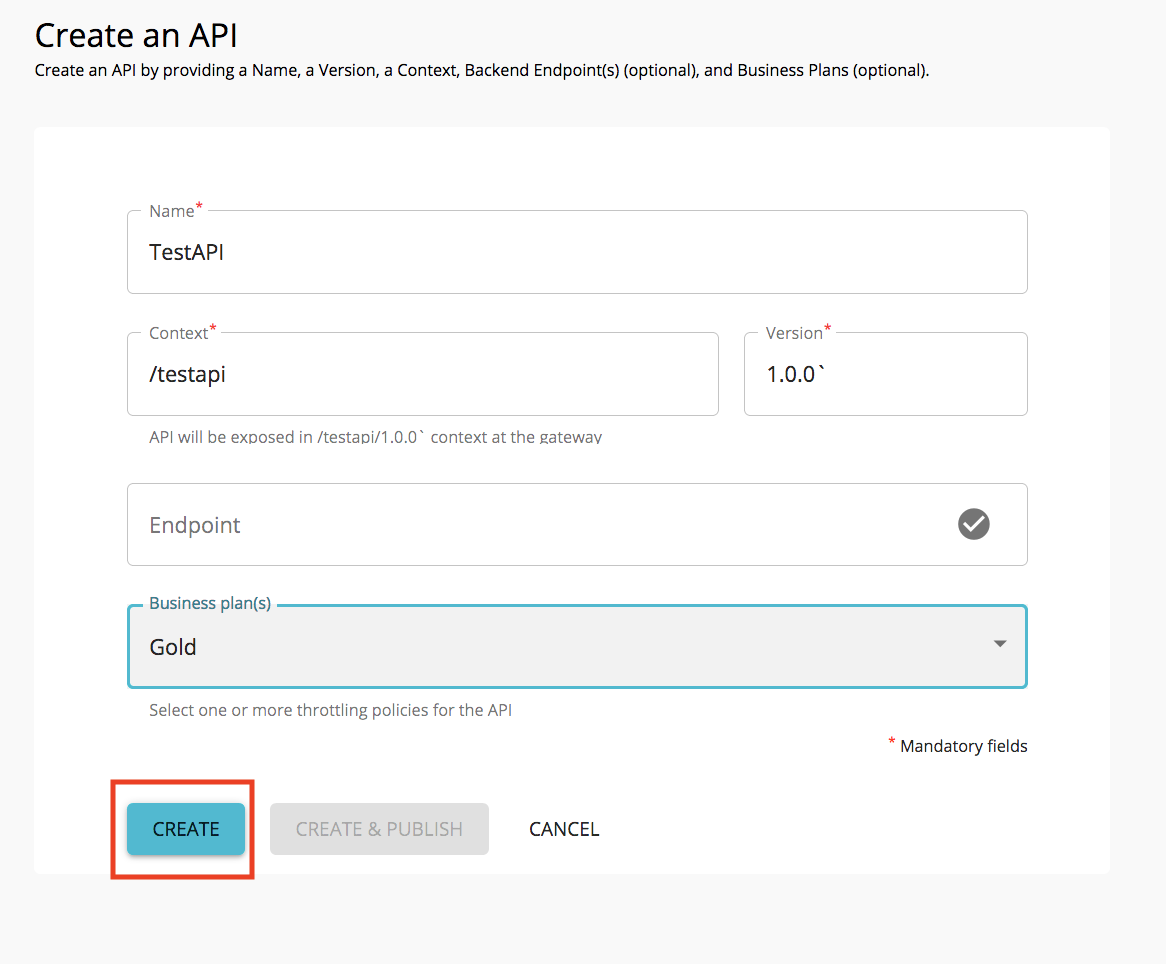 Create an API
Create an API by providing a Name, a Version, a Context, Backend Endpoint(s) (optional), and Business Plans (optional).
Name*
TestAPI
Context*
Version*
/testapi
1.0.0`
API will be exposed in /testapi/1.0.0` context at the gateway
Endpoint
Business plan(s)
Gold
Select one or more throttling policies for the API
* Mandatory fields
CREATE
CREATE & PUBLISH
CANCEL